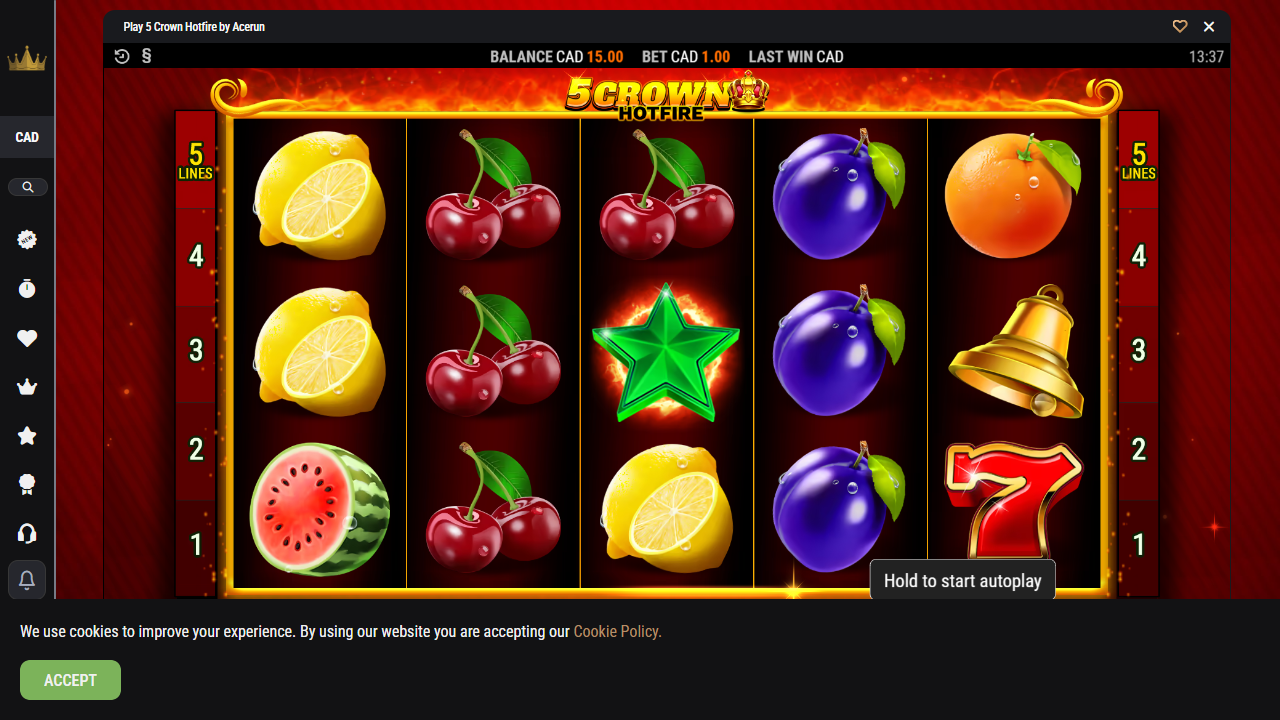 Play 5 Crown Hotfire by Acerun
§ BALANCE CAD 15.00 BET CAD 1.00 LAST WIN CAD 13:37
5 CROWN
HOTFIRE
CAD
NEW
5
LINES
4
3
2
1
5
LINES
4
3
2
1
7
Hold to start autoplay
We use cookies to improve your experience. By using our website you are accepting our Cookie Policy.
ACCEPT